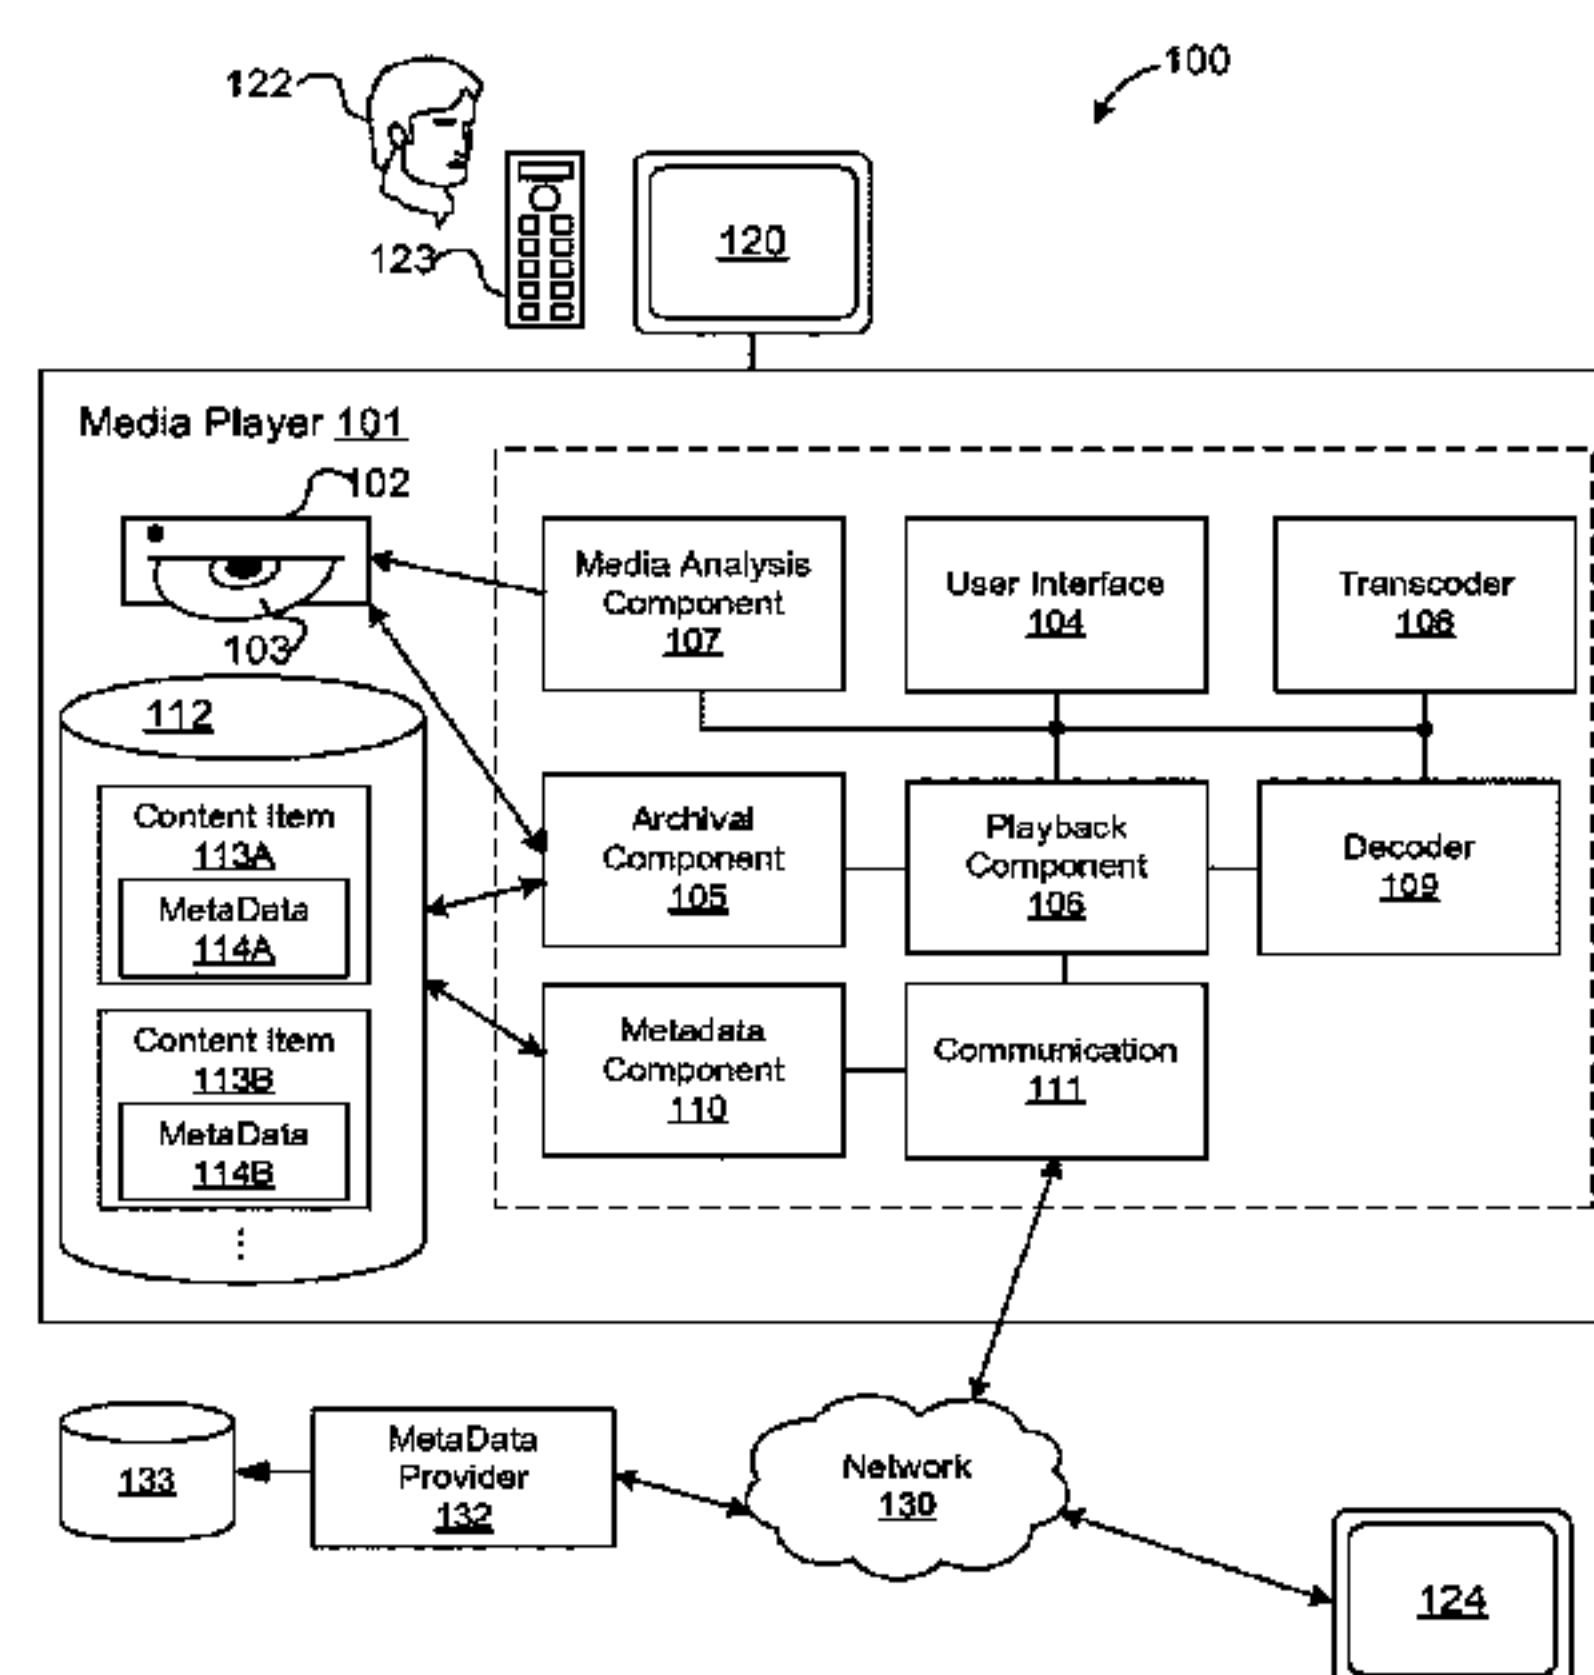 100
122
123
120
Media Player 101
102
103
Media Analysis
Component
107
User Interface
104
Transcoder
108
112
Content Item
113A
MetaData
114A
Content Item
113B
MetaData
114B
Archival
Component
105
Playback
Component
106
Decoder
109
Metadata
Component
110
Communication
111
133
MetaData
Provider
132
Network
130
124